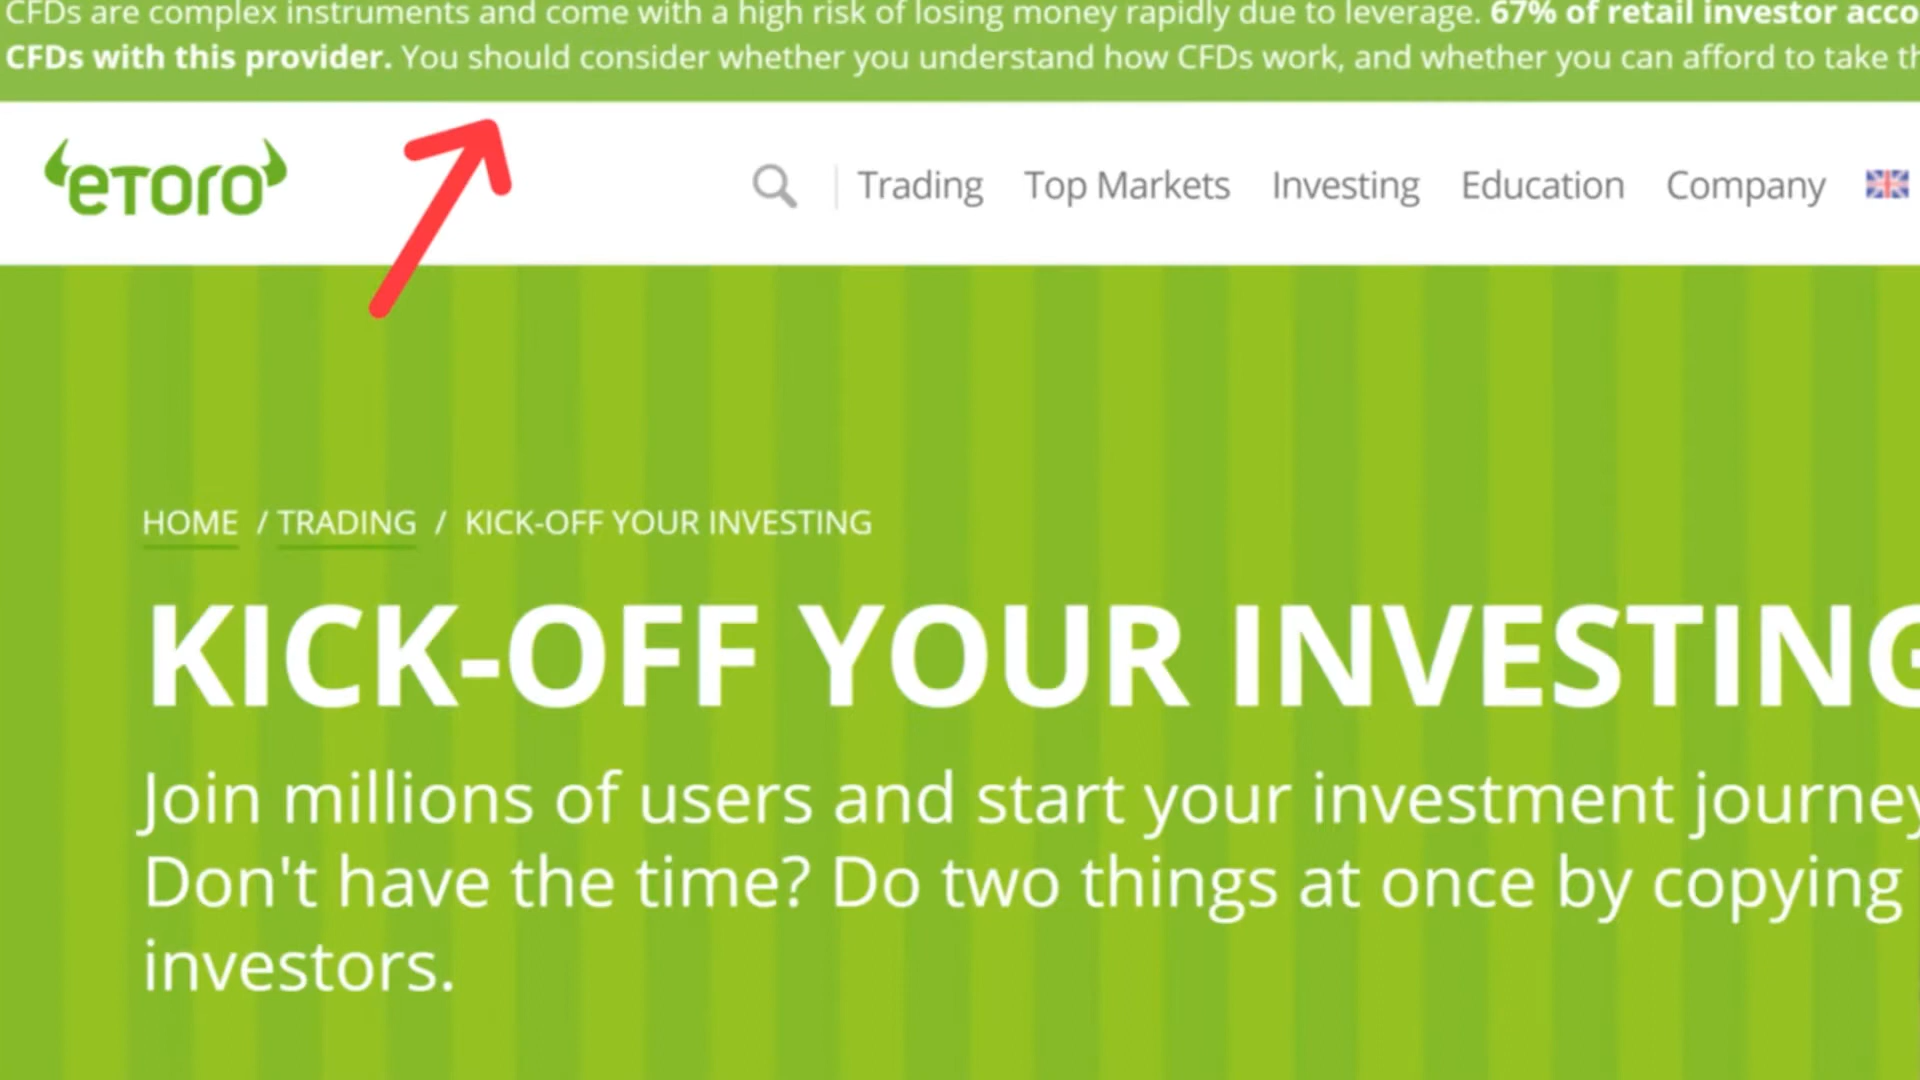 CFDs are complex instruments and come with a high risk of losing money rapidly due to leverage. 67% of retail investor
CFDs with this provider. You should consider whether you understand how CFDs work, and whether you can afford to take
eToro
Trading Top Markets Investing Education Company
HOME / TRADING / KICK-OFF YOUR INVESTING
KICK-OFF YOUR INVESTING
Join millions of users and start your investment journey
Don't have the time? Do two things at once by copying
investors.